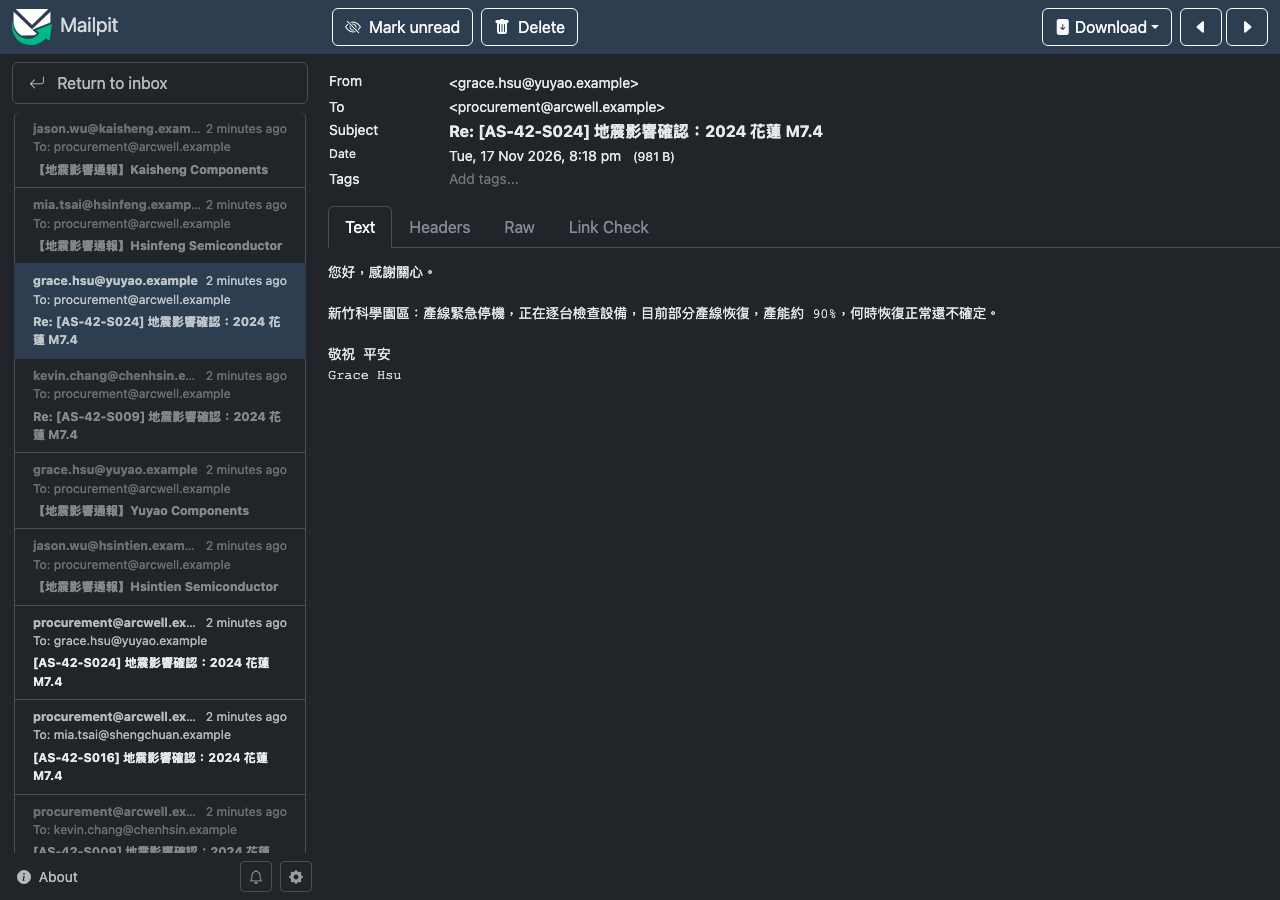 Mailpit
Mark unread
Delete
Download
Return to inbox
jason.wu@kaisheng.exam... 2 minutes ago
To: procurement@arcwell.example
【地震影響通報】Kaisheng Components
mia.tsai@hsinfeng.examp... 2 minutes ago
To: procurement@arcwell.example
【地震影響通報】Hsinfeng Semiconductor
grace.hsu@yuyao.example 2 minutes ago
To: procurement@arcwell.example
Re: [AS-42-S024] 地震影響確認：2024 花
蓮 M7.4
kevin.chang@chenhsin.e... 2 minutes ago
To: procurement@arcwell.example
Re: [AS-42-S009] 地震影響確認：2024 花
蓮 M7.4
grace.hsu@yuyao.example 2 minutes ago
To: procurement@arcwell.example
【地震影響通報】Yuyao Components
jason.wu@hsintien.exam... 2 minutes ago
To: procurement@arcwell.example
【地震影響通報】Hsintien Semiconductor
procurement@arcwell.ex... 2 minutes ago
To: grace.hsu@yuyao.example
[AS-42-S024] 地震影響確認：2024 花蓮
M7.4
procurement@arcwell.ex... 2 minutes ago
To: mia.tsai@shengchuan.example
[AS-42-S016] 地震影響確認：2024 花蓮
M7.4
procurement@arcwell.ex... 2 minutes ago
To: kevin.chang@chenhsin.example
[AS-42-S009] 地震影響確認：2024 花蓮
About
From <grace.hsu@yuyao.example>
To <procurement@arcwell.example>
Subject Re: [AS-42-S024] 地震影響確認：2024 花蓮 M7.4
Date Tue, 17 Nov 2026, 8:18 pm (981 B)
Tags Add tags...
Text Headers Raw Link Check
您好，感謝關心。
新竹科學園區：產線緊急停機，正在逐台檢查設備，目前部分產線恢復，產能約 90%，何時恢復正常還不確定。
敬祝 平安
Grace Hsu